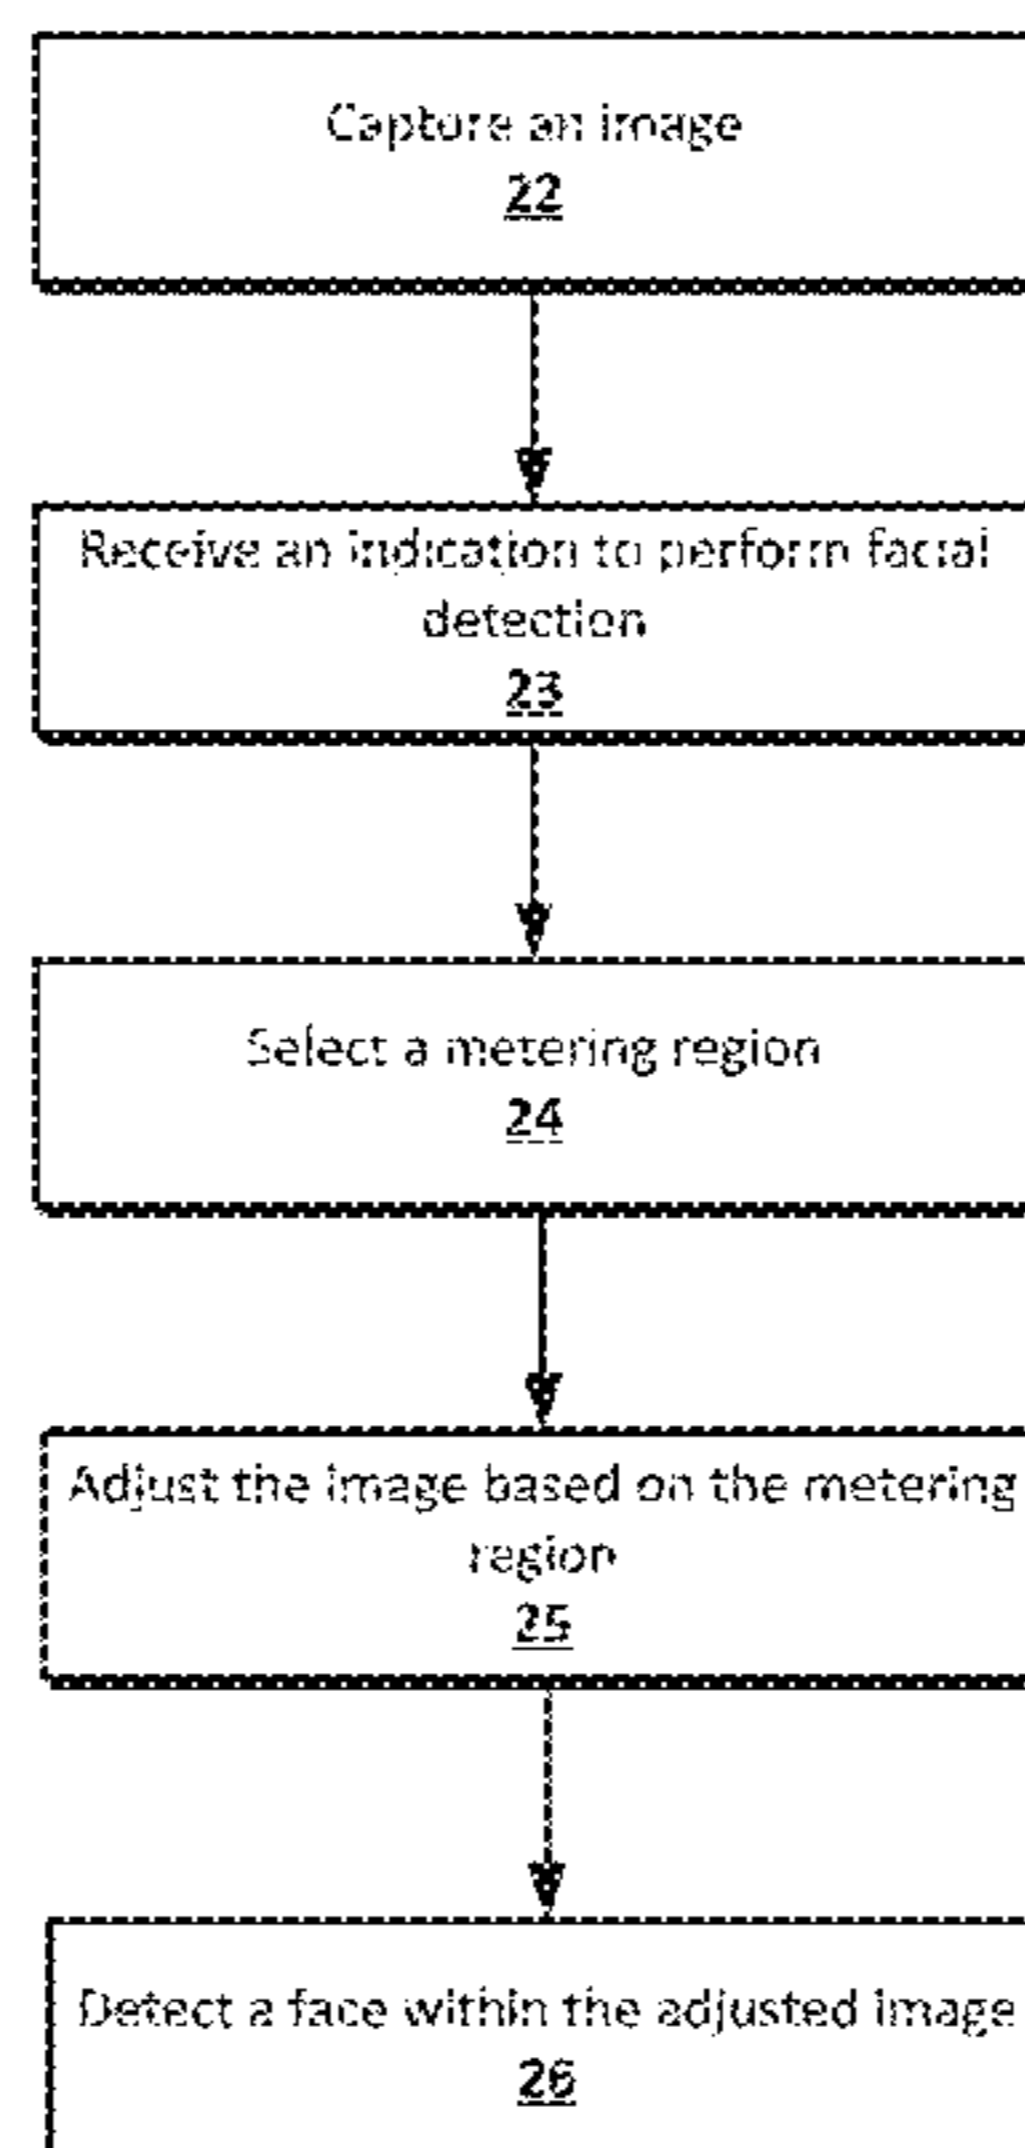 Capture an image
22
Receive an indication to perform facial
detection
23
Select a metering region
24
Adjust the image based on the metering
region
25
Detect a face within the adjusted image
26